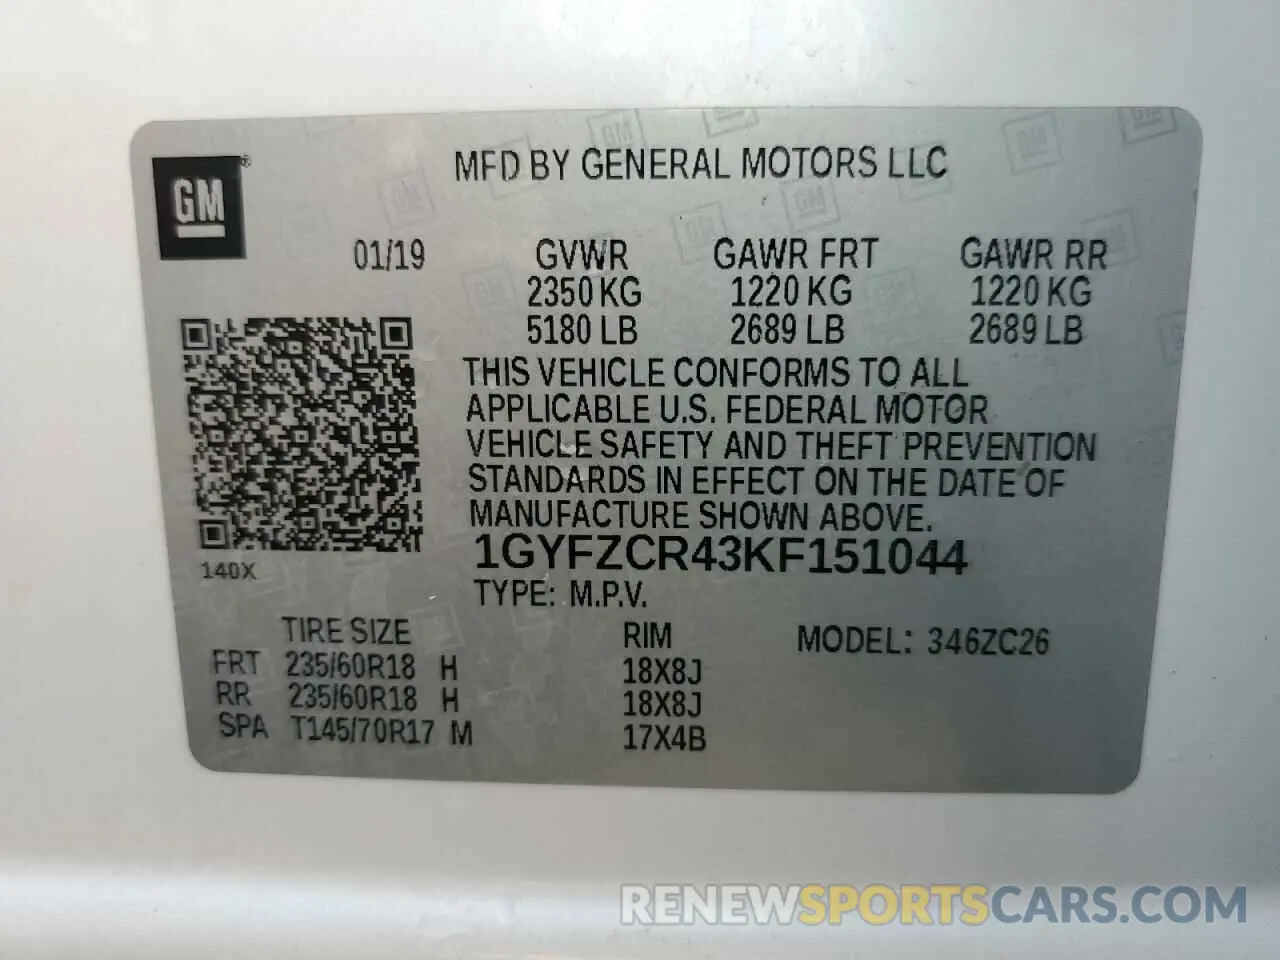 MFD BY GENERAL MOTORS LLC
GM®
01/19 GVWR GAWR FRT GAWR RR
2350 KG 1220 KG 1220 KG
5180 LB 2689 LB 2689 LB
THIS VEHICLE CONFORMS TO ALL
APPLICABLE U.S. FEDERAL MOTOR
VEHICLE SAFETY AND THEFT PREVENTION
STANDARDS IN EFFECT ON THE DATE OF
MANUFACTURE SHOWN ABOVE.
1GYFZCR43KF151044
140X
TYPE: M.P.V.
TIRE SIZE RIM MODEL: 346ZC26
FRT 235/60R18 H 18X8J
RR 235/60R18 H 18X8J
SPA T145/70R17 M 17X4B
RENEWSPORTSCARS.COM